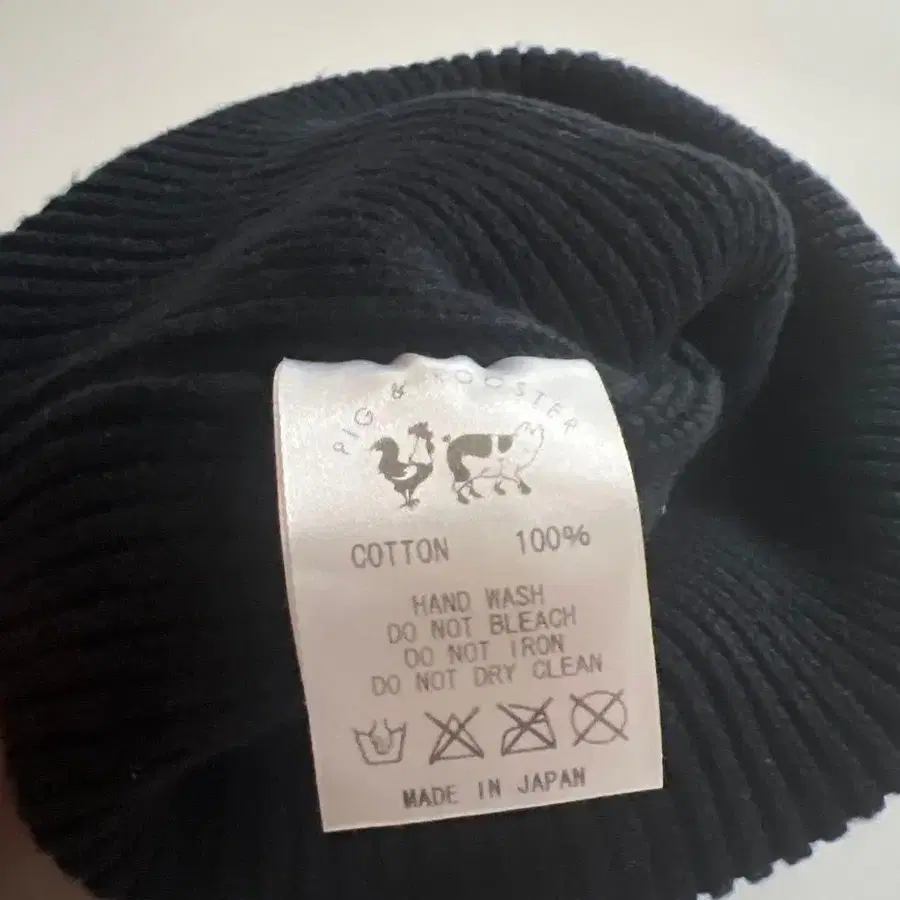 PIG & ROOSTER
COTTON 100%
HAND WASH
DO NOT BLEACH
DO NOT IRON
DO NOT DRY CLEAN
MADE IN JAPAN